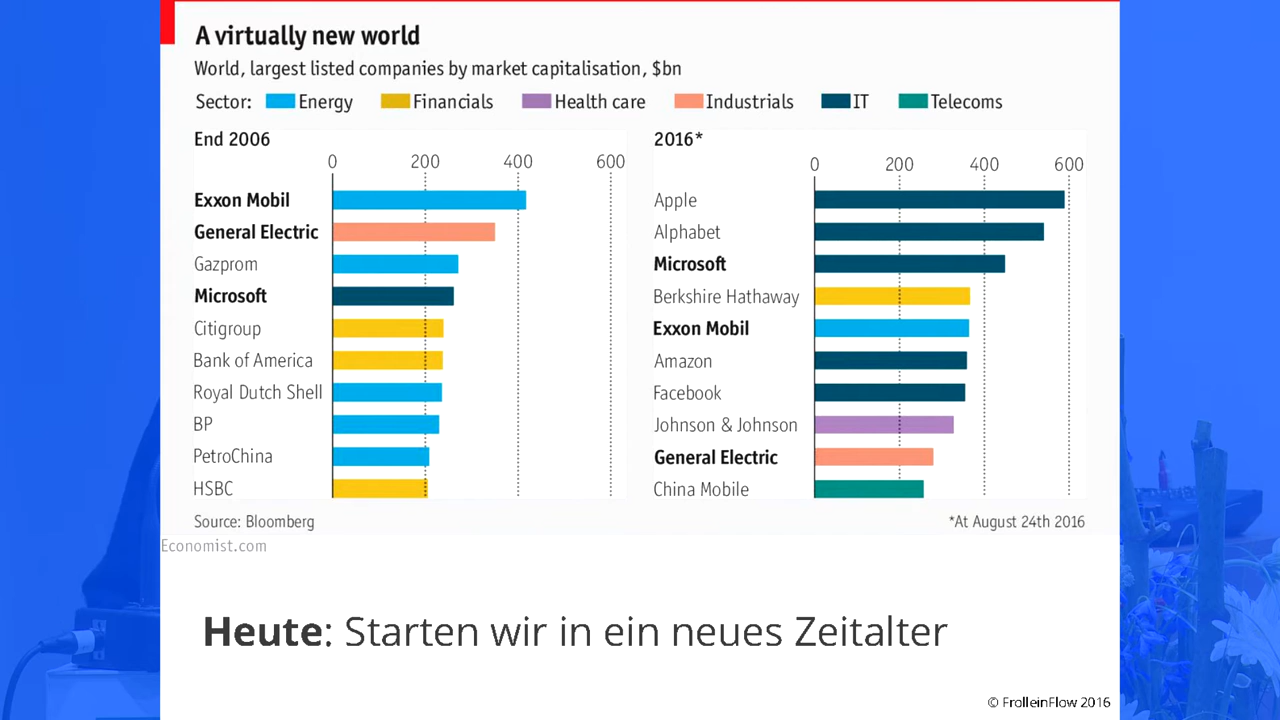 A virtually new world
World, largest listed companies by market capitalisation, $bn
Sector: Energy Financials Health care Industrials IT Telecoms
End 2006
0 200 400 600
Exxon Mobil
General Electric
Gazprom
Microsoft
Citigroup
Bank of America
Royal Dutch Shell
BP
PetroChina
HSBC
Source: Bloomberg
2016*
0 200 400 600
Apple
Alphabet
Microsoft
Berkshire Hathaway
Exxon Mobil
Amazon
Facebook
Johnson & Johnson
General Electric
China Mobile
*At August 24th 2016
Economist.com
Heute: Starten wir in ein neues Zeitalter
© FrolleinFlow 2016